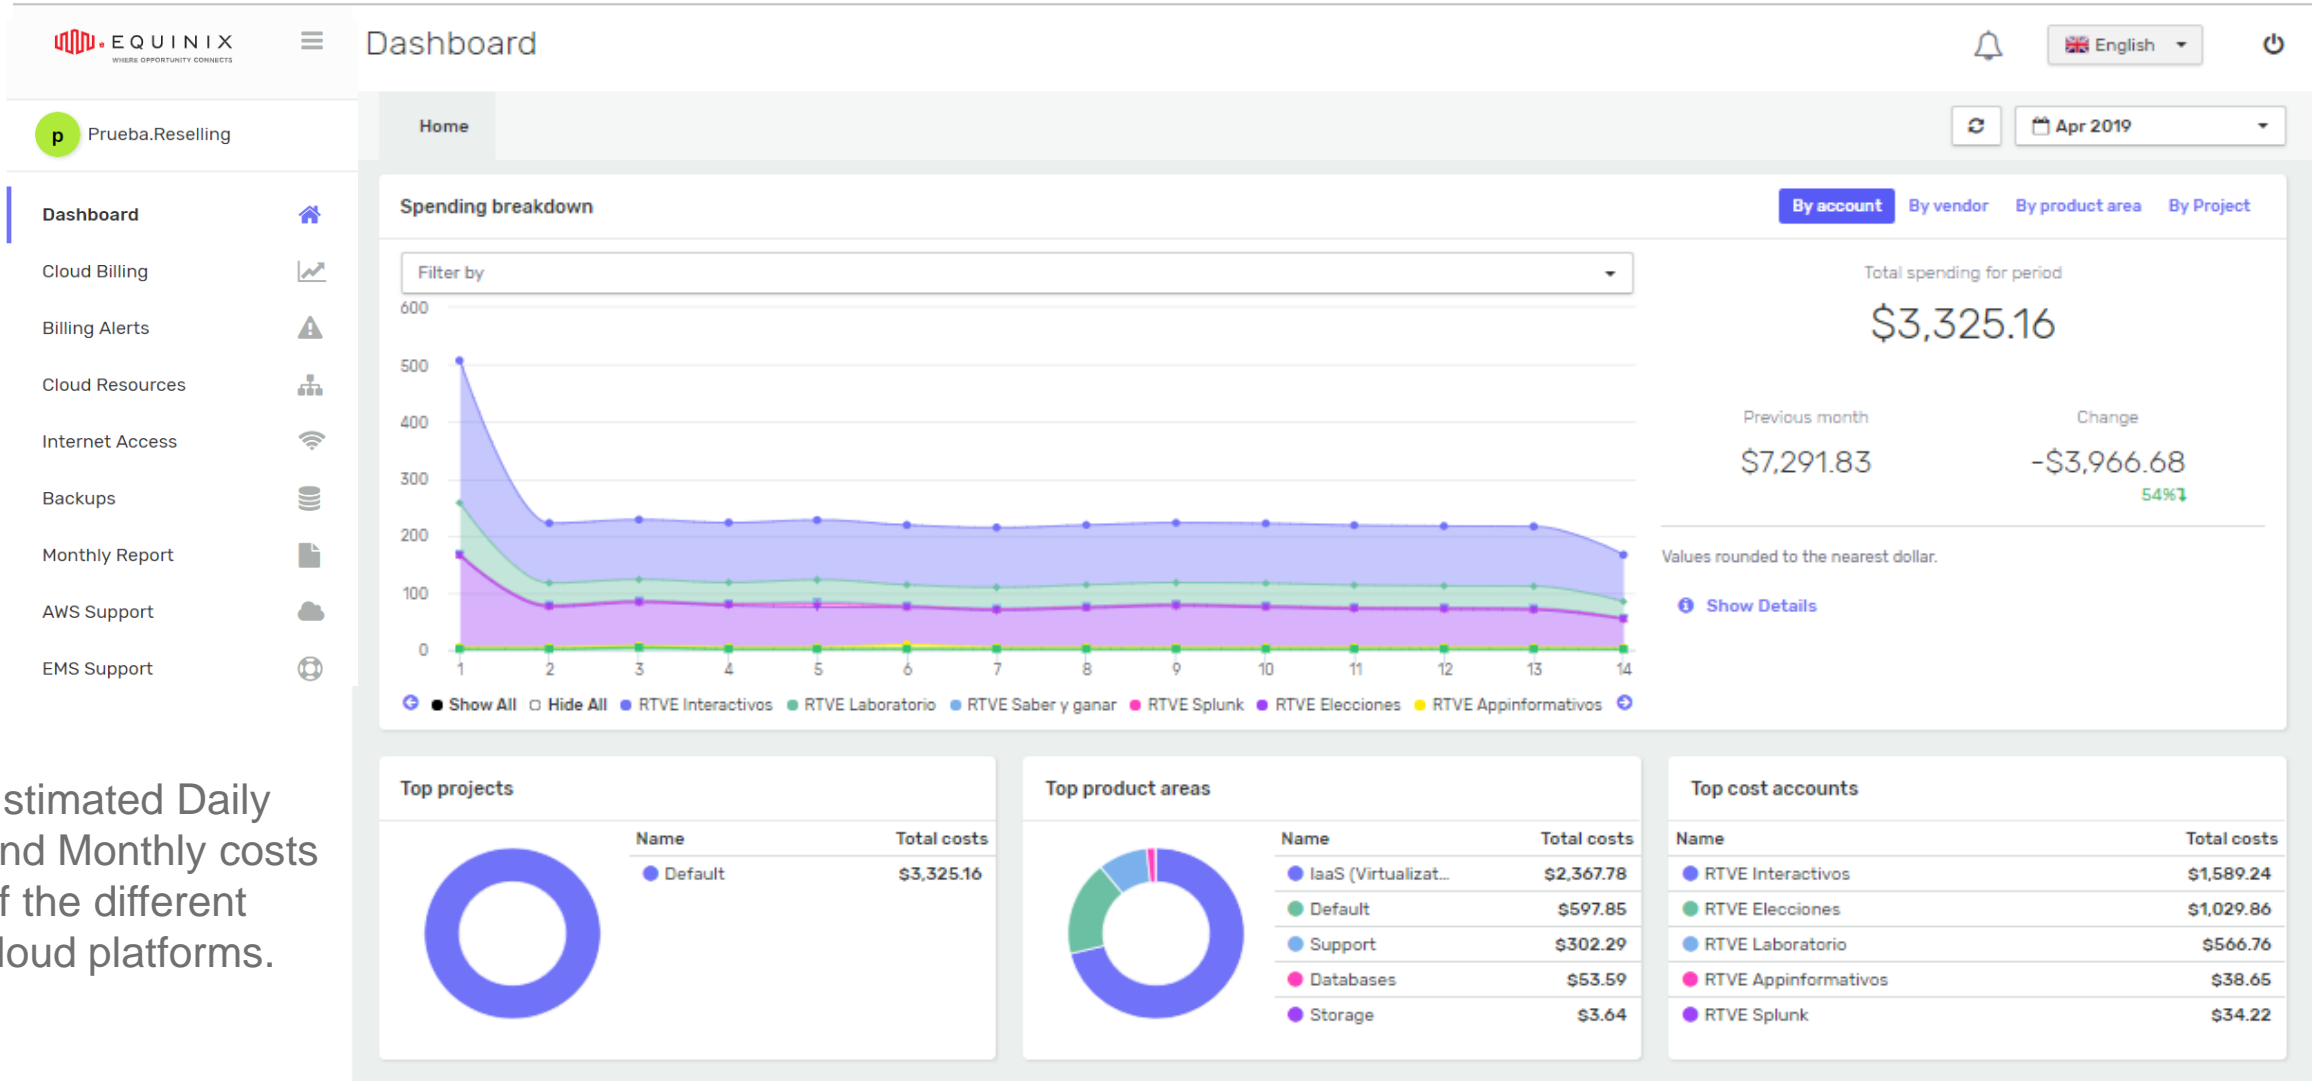 EQUINIX
WHERE OPPORTUNITY CONNECTS
Dashboard
English
p Prueba.Reselling
Home
Apr 2019
Dashboard
Cloud Billing
Billing Alerts
Cloud Resources
Internet Access
Backups
Monthly Report
AWS Support
EMS Support
stimated Daily
nd Monthly costs
f the different
loud platforms.
Spending breakdown
By account By vendor By product area By Project
Filter by
600
500
400
300
200
100
0
1 2 3 4 5 6 7 8 9 10 11 12 13 14
Show All Hide All RTVE Interactivos RTVE Laboratorio RTVE Saber y ganar RTVE Splunk RTVE Elecciones RTVE Appinformativos
Total spending for period
$3,325.16
Previous month Change
$7,291.83 -$3,966.68
54%
Values rounded to the nearest dollar.
Show Details
Top projects
Name Total costs
Default $3,325.16
Top product areas
Name Total costs
IaaS (Virtualizat... $2,367.78
Default $597.85
Support $302.29
Databases $53.59
Storage $3.64
Top cost accounts
Name Total costs
RTVE Interactivos $1,589.24
RTVE Elecciones $1,029.86
RTVE Laboratorio $566.76
RTVE Appinformativos $38.65
RTVE Splunk $34.22